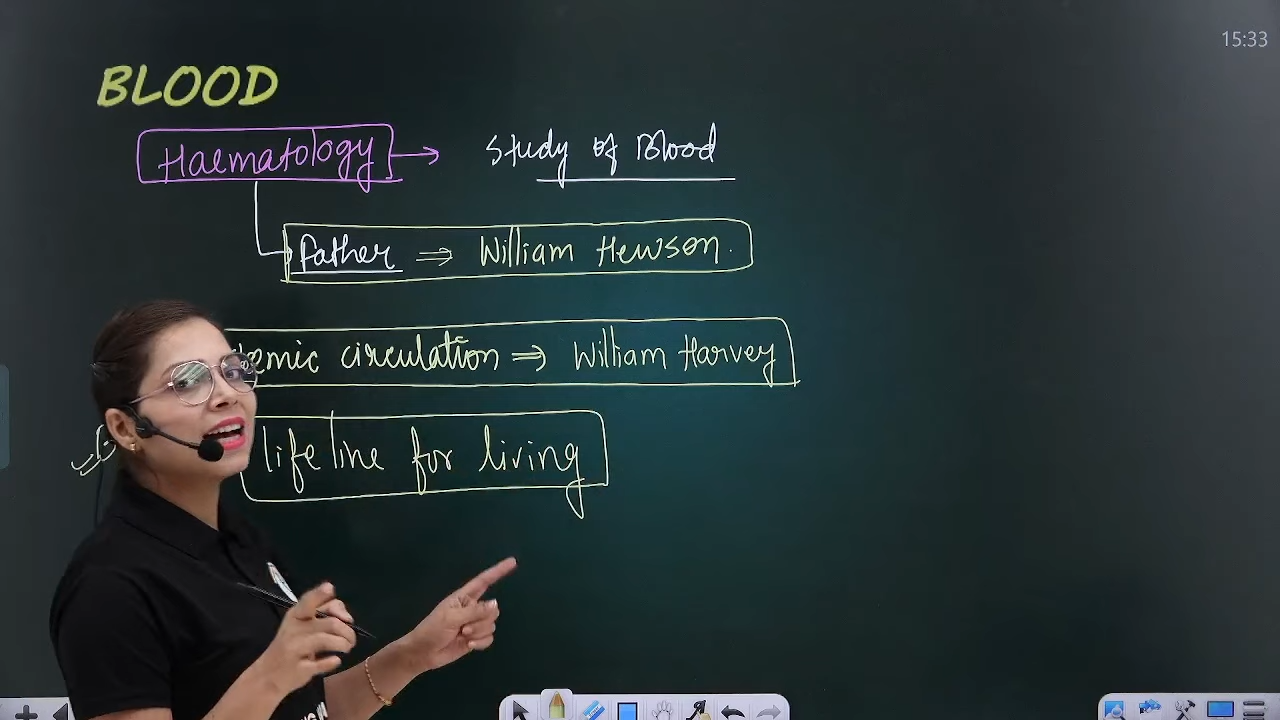 15:33
BLOOD
Haematology → Study of Blood
Father ⇒ William Hewson.
emic circulation ⇒ William Harvey
life line for living